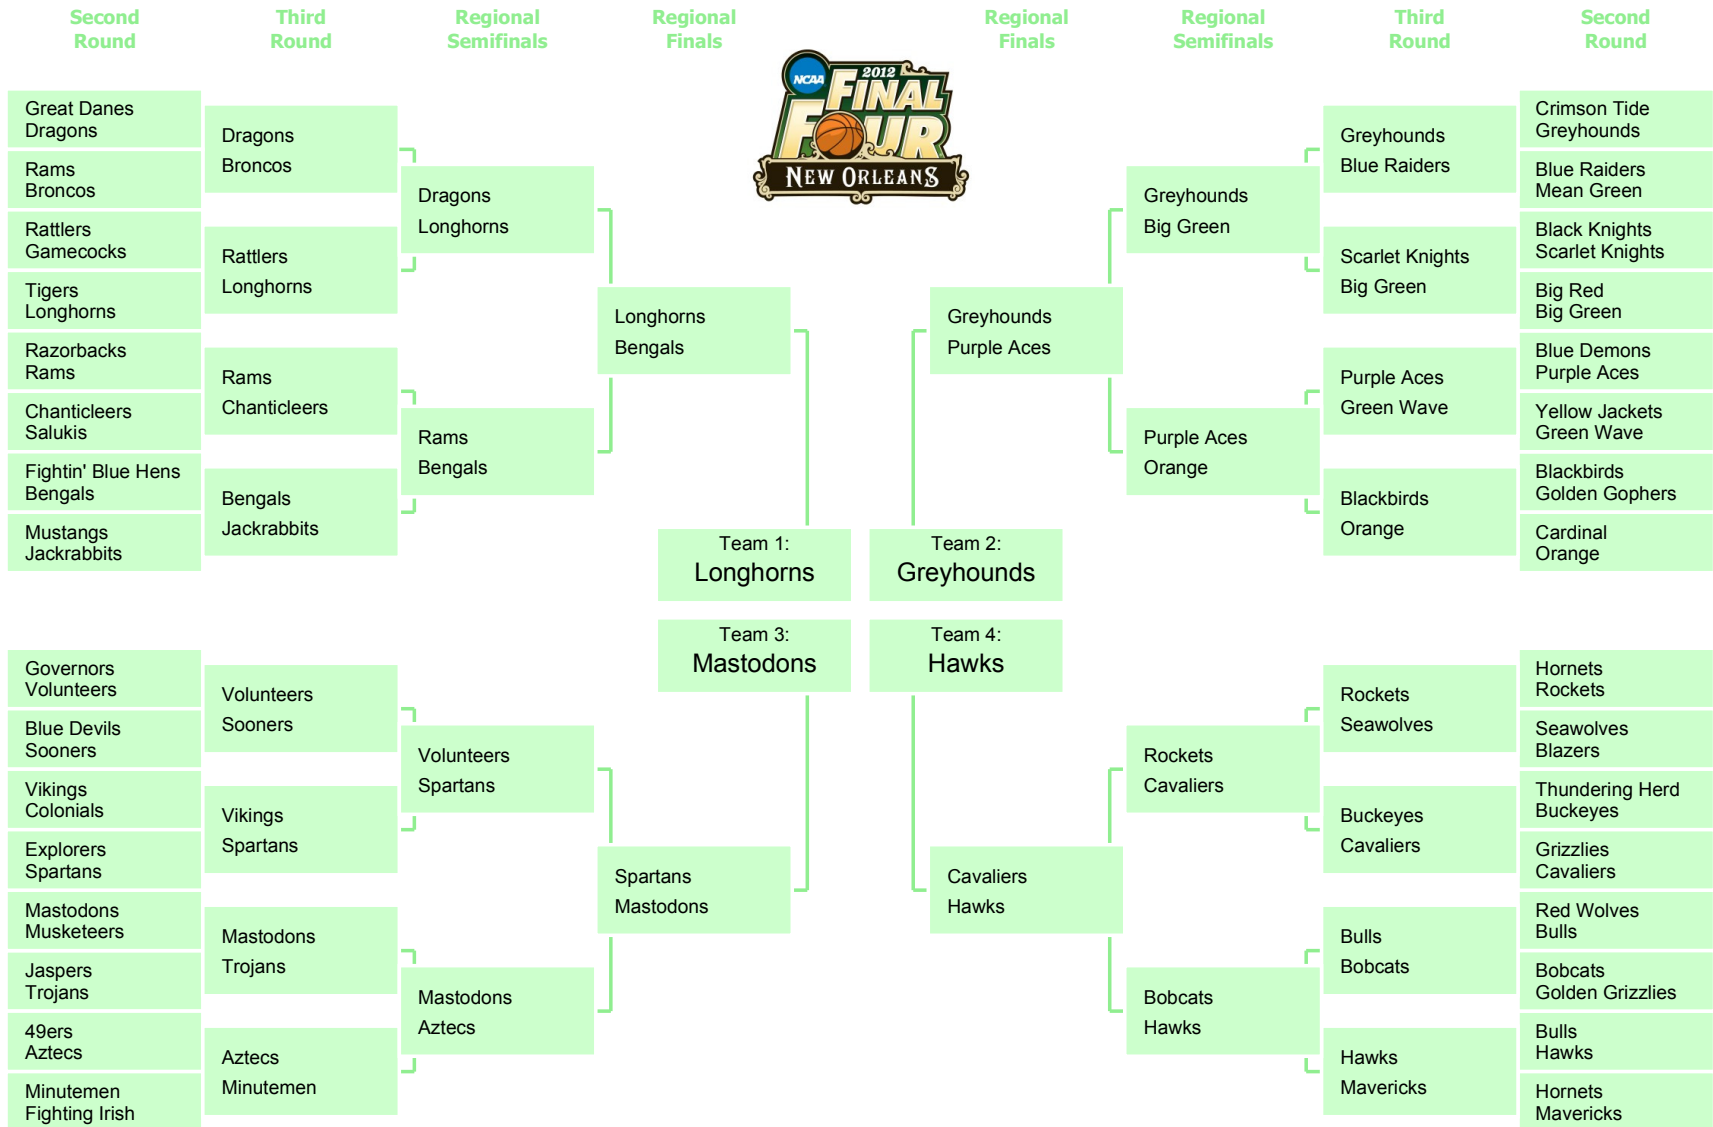 Second
Round
Third
Round
Regional
Semifinals
Regional
Finals
Regional
Finals
Regional
Semifinals
Third
Round
Second
Round
NCAA
2012
FINAL
FOUR
NEW ORLEANS
Great Danes
Dragons
Rams
Broncos
Rattlers
Gamecocks
Tigers
Longhorns
Razorbacks
Rams
Chanticleers
Salukis
Fightin' Blue Hens
Bengals
Mustangs
Jackrabbits
Dragons
Broncos
Rattlers
Longhorns
Rams
Chanticleers
Bengals
Jackrabbits
Dragons
Longhorns
Rams
Bengals
Longhorns
Bengals
Greyhounds
Purple Aces
Greyhounds
Big Green
Purple Aces
Orange
Greyhounds
Blue Raiders
Scarlet Knights
Big Green
Purple Aces
Green Wave
Blackbirds
Orange
Crimson Tide
Greyhounds
Blue Raiders
Mean Green
Black Knights
Scarlet Knights
Big Red
Big Green
Blue Demons
Purple Aces
Yellow Jackets
Green Wave
Blackbirds
Golden Gophers
Cardinal
Orange
Team 1:
Longhorns
Team 2:
Greyhounds
Team 3:
Mastodons
Team 4:
Hawks
Governors
Volunteers
Blue Devils
Sooners
Vikings
Colonials
Explorers
Spartans
Mastodons
Musketeers
Jaspers
Trojans
49ers
Aztecs
Minutemen
Fighting Irish
Volunteers
Sooners
Vikings
Spartans
Mastodons
Trojans
Aztecs
Minutemen
Volunteers
Spartans
Mastodons
Aztecs
Spartans
Mastodons
Cavaliers
Hawks
Rockets
Cavaliers
Bobcats
Hawks
Rockets
Seawolves
Buckeyes
Cavaliers
Bulls
Bobcats
Hawks
Mavericks
Hornets
Rockets
Seawolves
Blazers
Thundering Herd
Buckeyes
Grizzlies
Cavaliers
Red Wolves
Bulls
Bobcats
Golden Grizzlies
Bulls
Hawks
Hornets
Mavericks